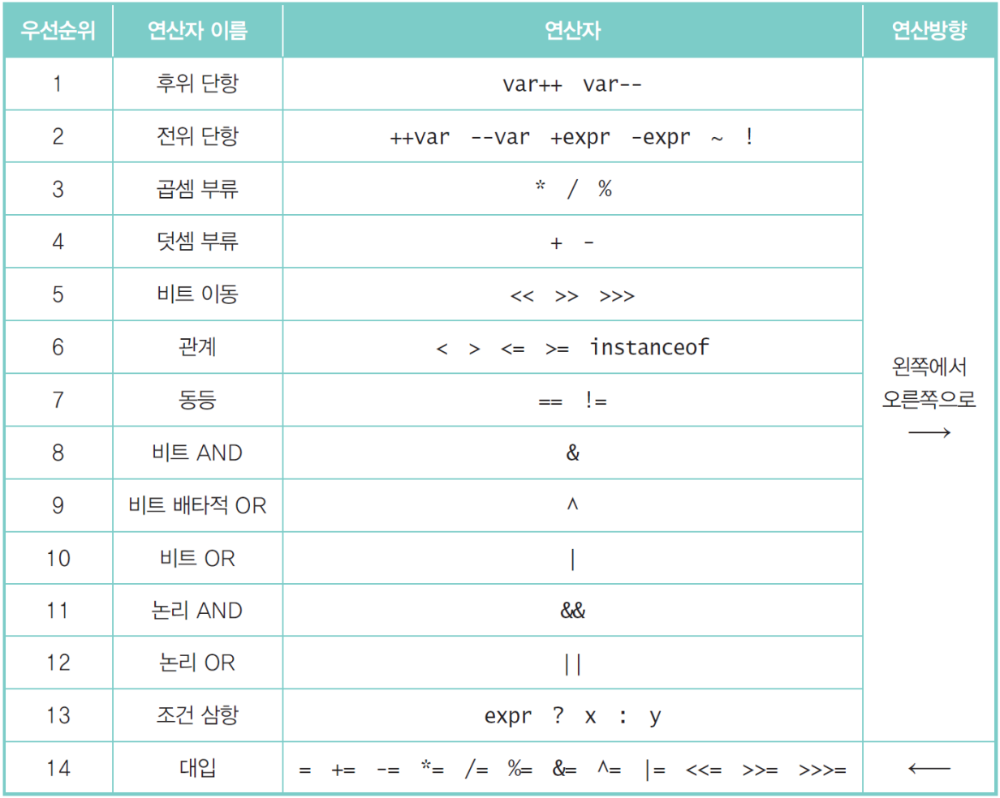 우선순위 연산자 이름 연산자 연산방향
1 후위 단항 var++ var--
2 전위 단항 ++var --var +expr -expr ~ !
3 곱셈 부류 * / %
4 덧셈 부류 + -
5 비트 이동 << >> >>>
6 관계 < > <= >= instanceof
7 동등 == !=
8 비트 AND &
9 비트 배타적 OR ^
10 비트 OR |
11 논리 AND &&
12 논리 OR ||
13 조건 삼항 expr ? x : y
왼쪽에서
오른쪽으로
→
14 대입 = += -= *= /= %= &= ^= |= <<= >>= >>>= ←